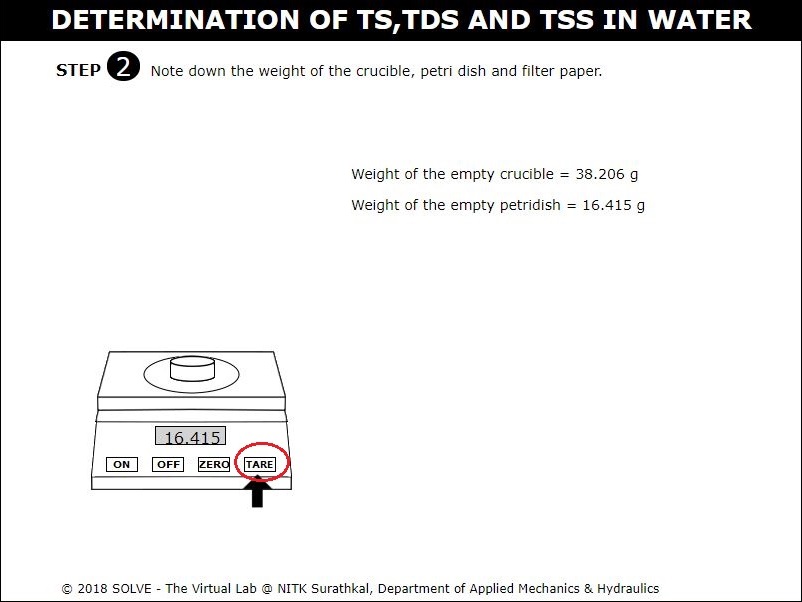 DETERMINATION OF TS,TDS AND TSS IN WATER
STEP 2 Note down the weight of the crucible, petri dish and filter paper.
Weight of the empty crucible = 38.206 g
Weight of the empty petridish = 16.415 g
16.415
ON OFF ZERO TARE
© 2018 SOLVE - The Virtual Lab @ NITK Surathkal, Department of Applied Mechanics & Hydraulics